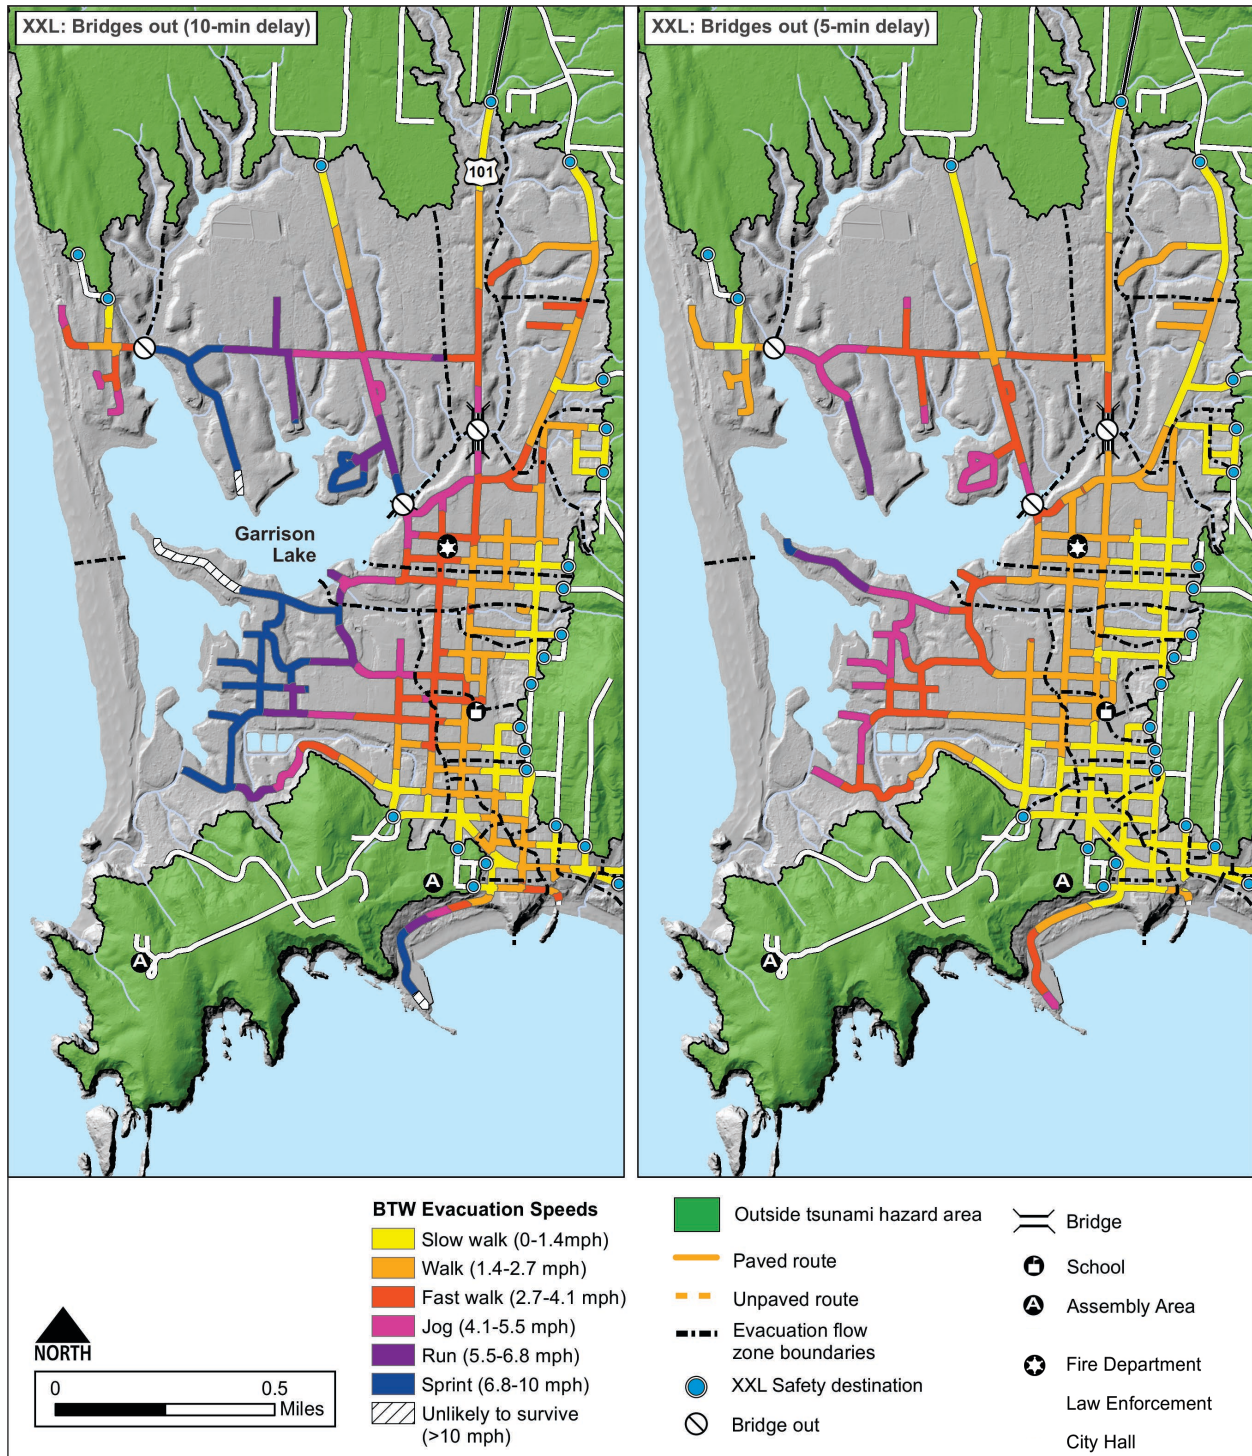 XXL: Bridges out (10-min delay)
XXL: Bridges out (5-min delay)
101
Garrison
Lake
A
A
A
A
BTW Evacuation Speeds
Slow walk (0-1.4mph)
Walk (1.4-2.7 mph)
Fast walk (2.7-4.1 mph)
Jog (4.1-5.5 mph)
Run (5.5-6.8 mph)
Sprint (6.8-10 mph)
Unlikely to survive
(>10 mph)
Outside tsunami hazard area
Paved route
Unpaved route
Evacuation flow
zone boundaries
XXL Safety destination
Bridge out
Bridge
School
A
Assembly Area
Fire Department
Law Enforcement
City Hall
NORTH
0 0.5
Miles